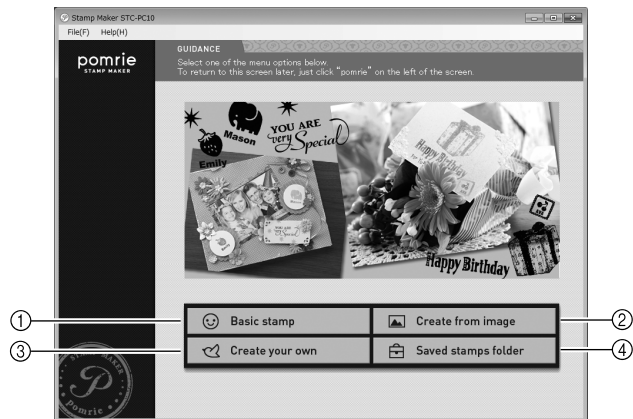 Stamp Maker STC-PC10
File(F) Help(H)
pomrie
STAMP MAKER
GUIDANCE
Select one of the menu options below.
To return to this screen later, just click "pomrie" on the left of the screen.
Mason
Emily
YOU ARE
very Special
Happy Birthday
Happy Birthday
① Basic stamp
Create from image ②
③ Create your own
Saved stamps folder ④
STAMP MAKER
P
Pomrie